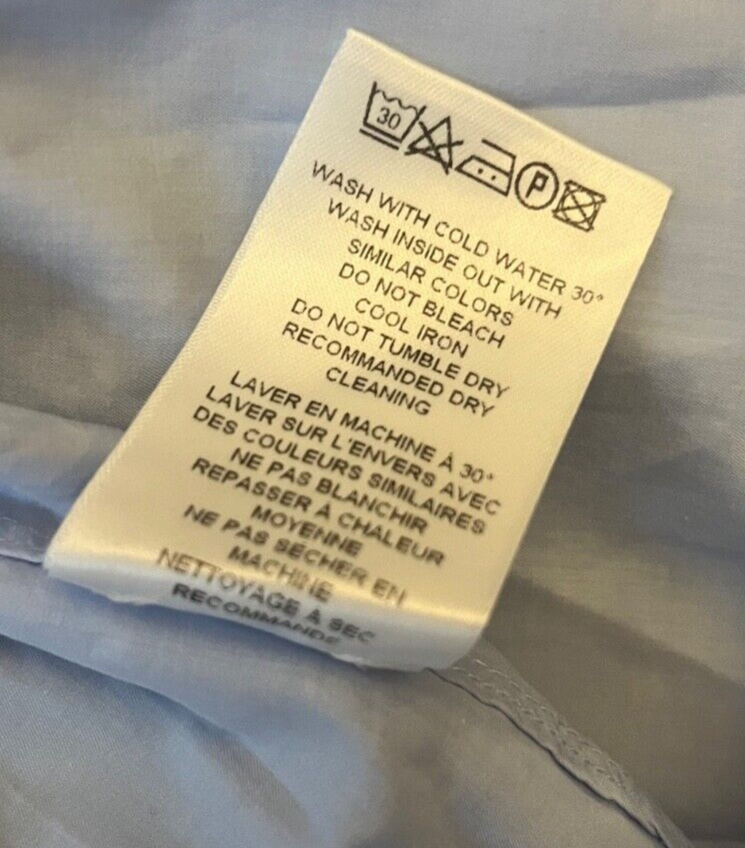 30
P
WASH WITH COLD WATER 30°
WASH INSIDE OUT WITH
SIMILAR COLORS
DO NOT BLEACH
COOL IRON
DO NOT TUMBLE DRY
RECOMMANDED DRY
CLEANING
LAVER EN MACHINE À 30°
LAVER SUR L'ENVERS AVEC
DES COULEURS SIMILAIRES
NE PAS BLANCHIR
REPASSER À CHALEUR
MOYENNE
NE PAS SÉCHER EN
MACHINE
NETTOYAGE À SEC
RECOMMANDÉ